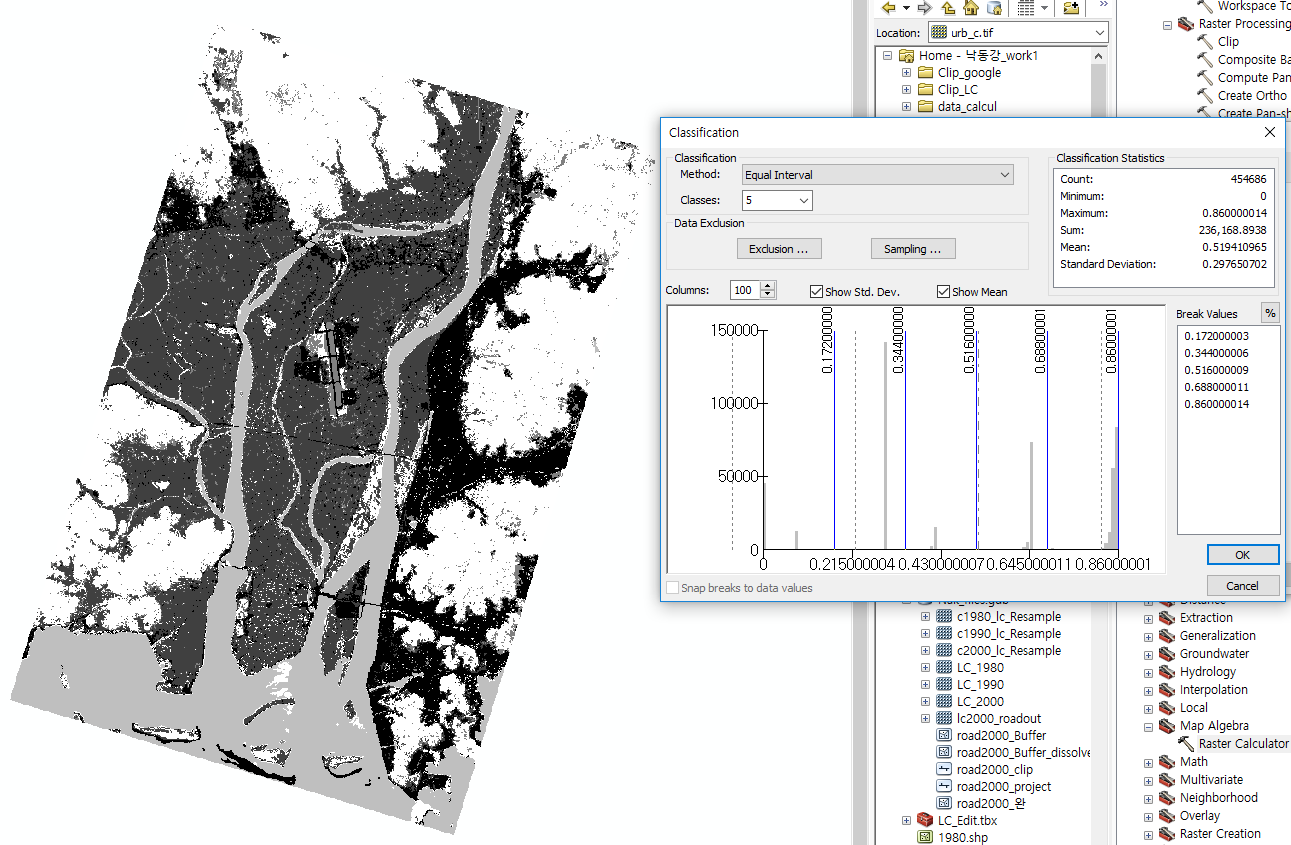 Workspace To
Location:
urb_c.tif
Raster Processing
Home - 낙동강_work1
Clip
Clip_google
Composite Ba
Clip_LC
Compute Pan
data_calcul
Create Ortho
Create Pan-sh
Classification
Classification
Method:
Equal Interval
Classes:
5
Data Exclusion
Exclusion ...
Sampling ...
Classification Statistics
Count: 454686
Minimum: 0
Maximum: 0.860000014
Sum: 236,168.8938
Mean: 0.519410965
Standard Deviation: 0.297650702
Columns:
100
Show Std. Dev.
Show Mean
Break Values
%
0.172000003
0.344000006
0.516000009
0.688000011
0.860000014
0.17200000
0.34400000
0.51600000
0.68800001
0.86000001
150000
100000
50000
0
0
0.215000004
0.430000007
0.645000011
0.860000001
OK
Snap breaks to data values
Cancel
c1980_lc_Resample
c1990_lc_Resample
c2000_lc_Resample
LC_1980
LC_1990
LC_2000
lc2000_roadout
road2000_Buffer
road2000_Buffer_dissolve
road2000_clip
road2000_project
road2000_완
LC_Edit.tbx
1980.shp
Distance
Extraction
Generalization
Groundwater
Hydrology
Interpolation
Local
Map Algebra
Raster Calculator
Math
Multivariate
Neighborhood
Overlay
Raster Creation